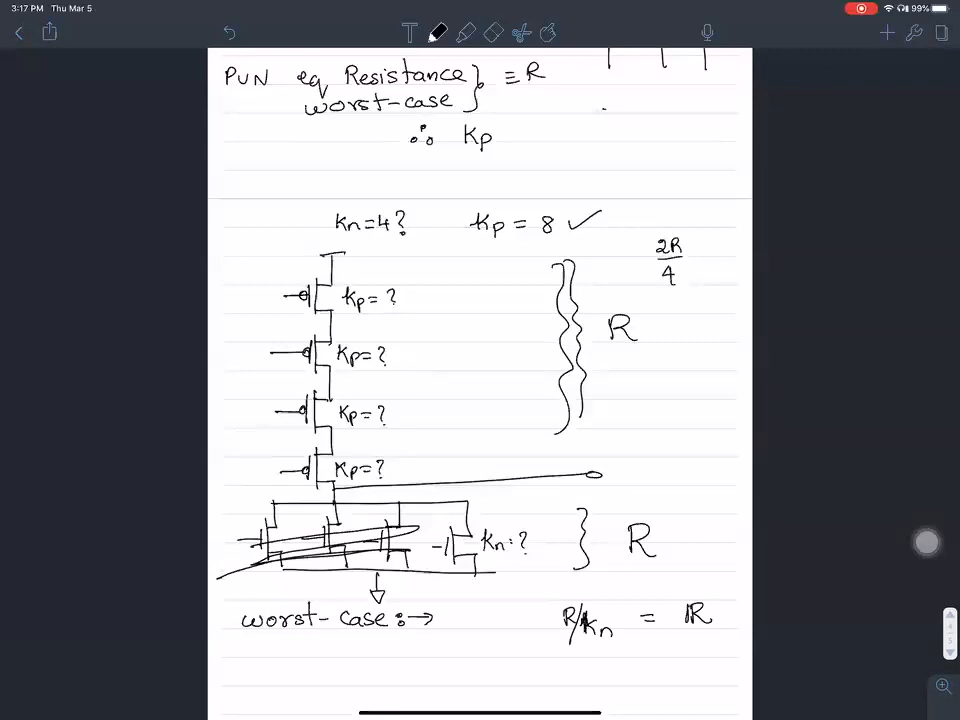 3:17 PM Thu Mar 5
99%
PUN eq Resistance } ≡ R
worst-case
∴ Kp
Kn=4? Kp = 8 ✓
2R/4
Kp=?
R
Kp=?
Kp=?
Kp=?
Kn=?
R
worst-case :→ R/Kn = R